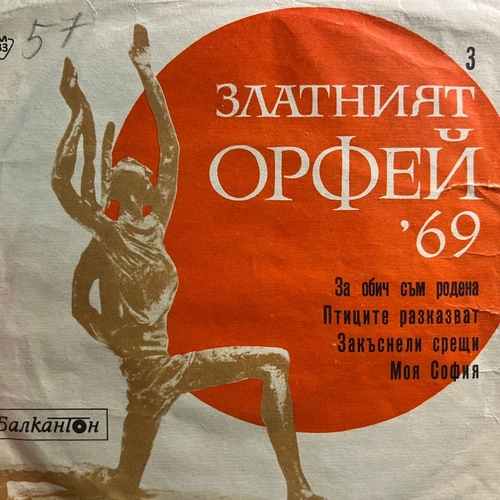 57
3
ЗЛАТНИЯТ
ОРФЕЙ
'69
За обич съм родена
Птиците разказват
Закъснели срещи
Моя София
Балкантон